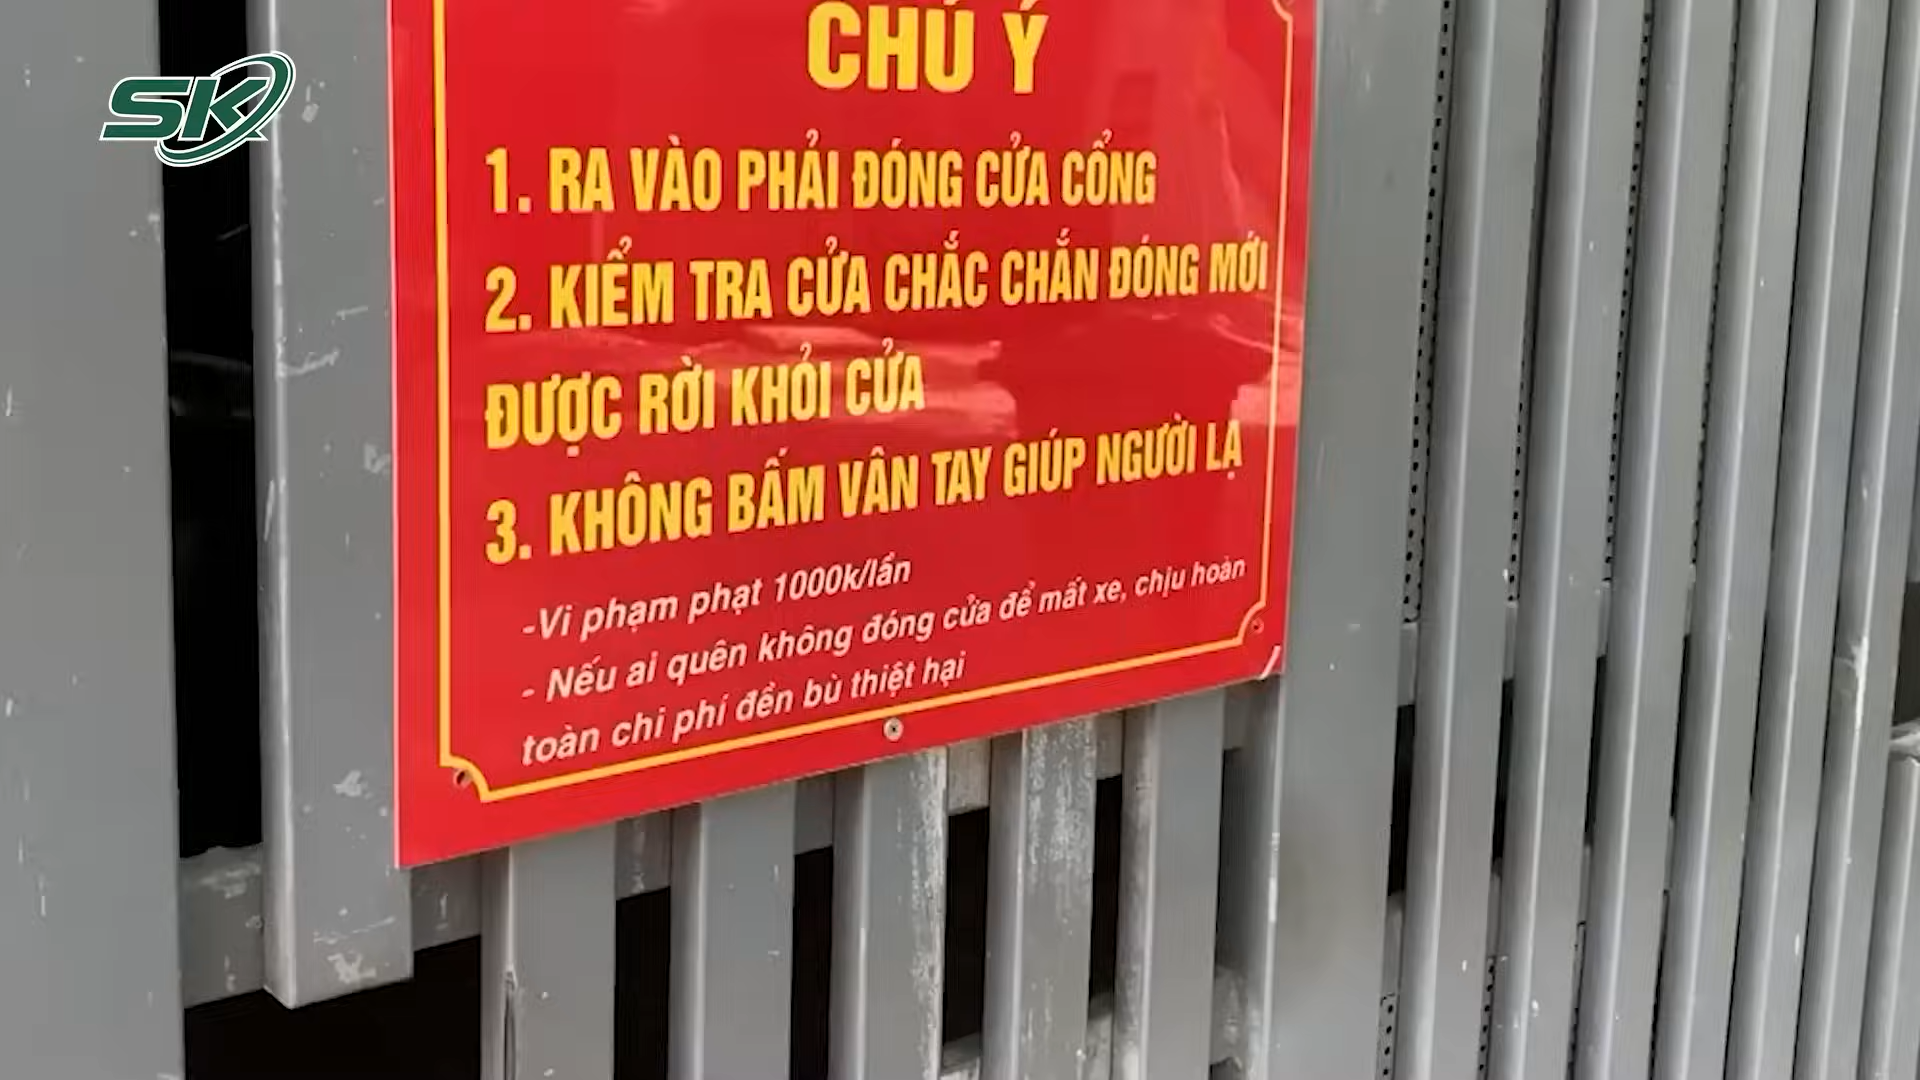 SK
CHÚ Ý
1. RA VÀO PHẢI ĐÓNG CỬA CỔNG
2. KIỂM TRA CỬA CHẮC CHẮN ĐÓNG MỚI
ĐƯỢC RỜI KHỎI CỬA
3. KHÔNG BẤM VÂN TAY GIÚP NGƯỜI LẠ
-Vi phạm phạt 1000k/lần
- Nếu ai quên không đóng cửa để mất xe, chịu hoàn
toàn chi phí đền bù thiệt hại